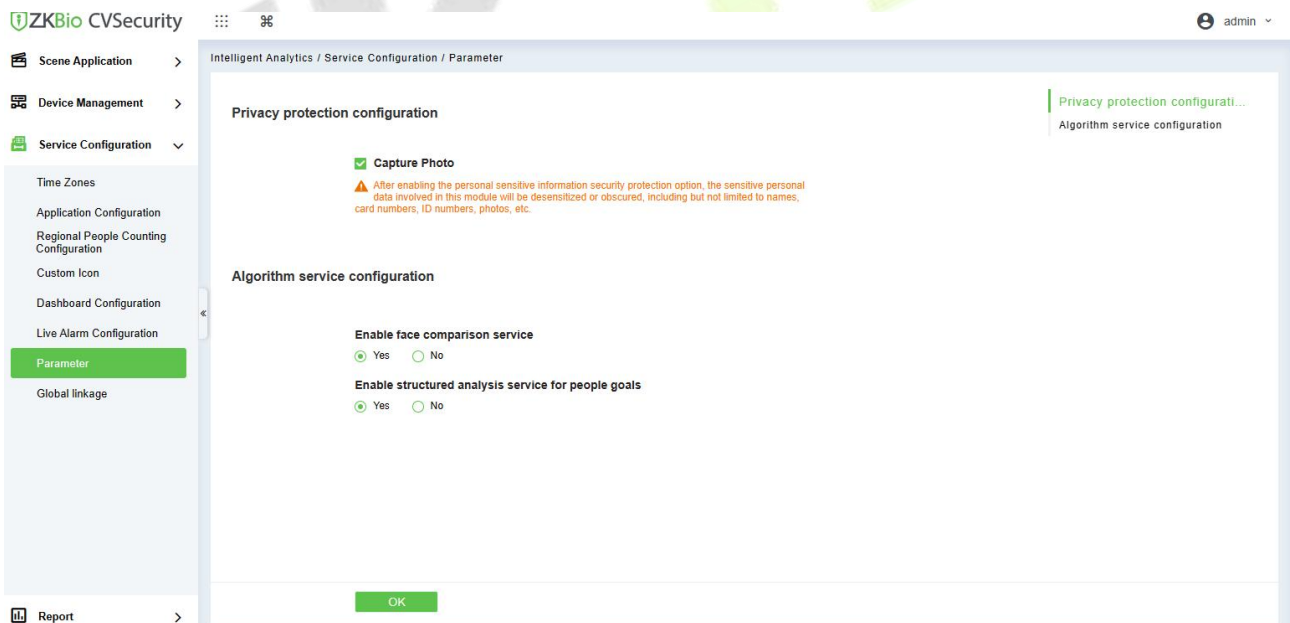 ZKBio CVSecurity
admin
Scene Application
Device Management
Service Configuration
Time Zones
Application Configuration
Regional People Counting
Configuration
Custom Icon
Dashboard Configuration
Live Alarm Configuration
Parameter
Global linkage
Report
Intelligent Analytics / Service Configuration / Parameter
Privacy protection configuration
Capture Photo
After enabling the personal sensitive information security protection option, the sensitive personal
data involved in this module will be desensitized or obscured, including but not limited to names,
card numbers, ID numbers, photos, etc.
Algorithm service configuration
Enable face comparison service
Yes No
Enable structured analysis service for people goals
Yes No
OK
Privacy protection configurati...
Algorithm service configuration